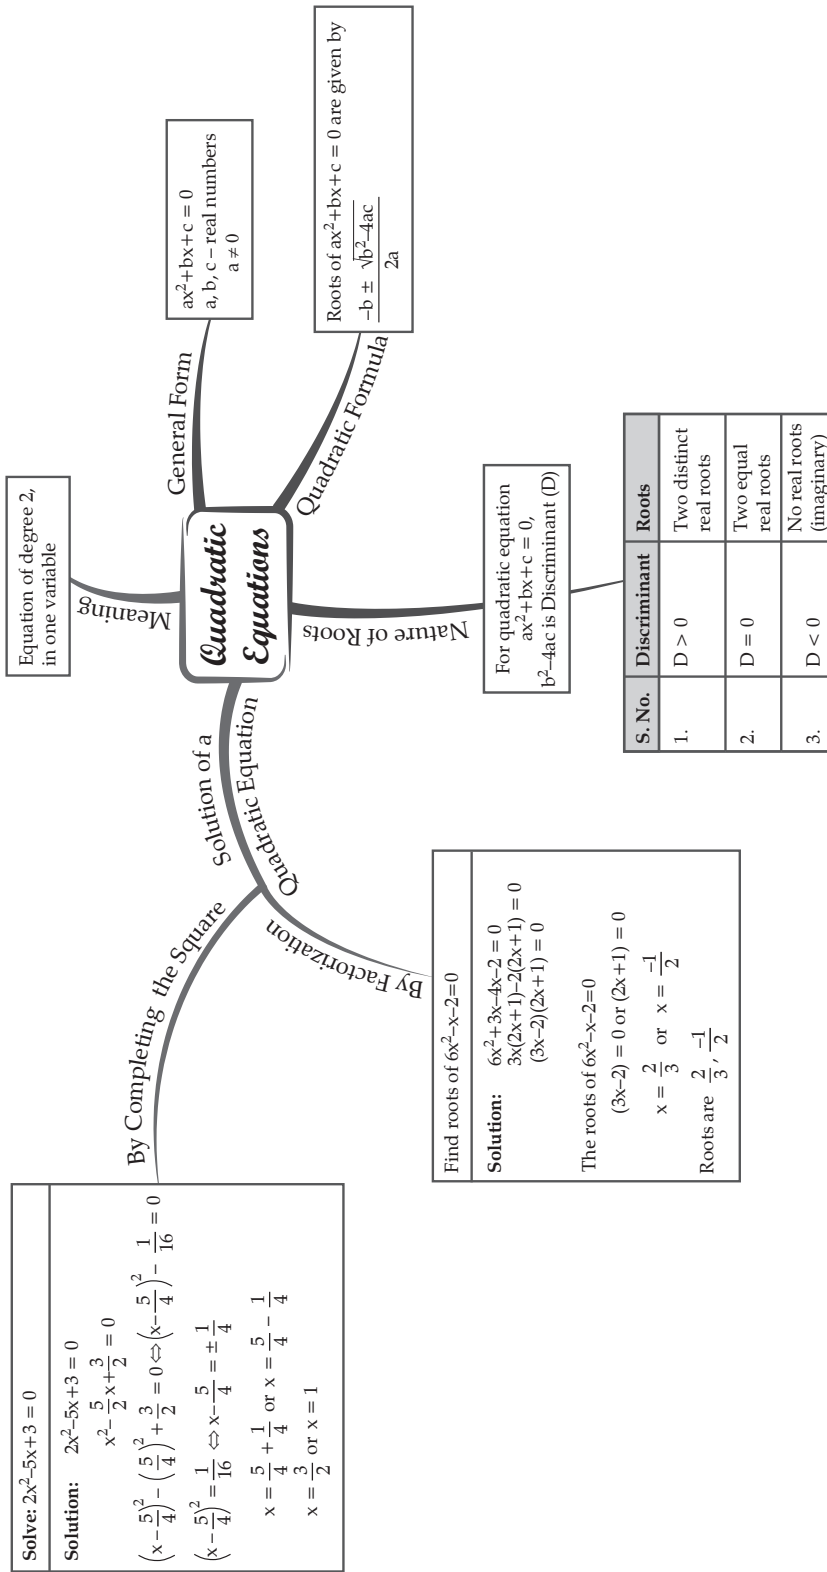 Quadratic
Equations
Meaning
Equation of degree 2,
in one variable
General Form
ax²+bx+c = 0
a, b, c – real numbers
a ≠ 0
Quadratic Formula
Roots of ax²+bx+c = 0 are given by
–b ± √b²–4ac
2a
Nature of Roots
For quadratic equation
ax²+bx+c = 0,
b²–4ac is Discriminant (D)
S. No. Discriminant Roots
1. D > 0 Two distinct
real roots
2. D = 0 Two equal
real roots
3. D < 0 No real roots
(imaginary)
Solution of a
Quadratic Equation
By Factorization
Find roots of 6x²–x–2=0
Solution: 6x²+3x–4x–2 = 0
3x(2x+1)–2(2x+1) = 0
(3x–2)(2x+1) = 0
The roots of 6x²–x–2=0
(3x–2) = 0 or (2x+1) = 0
x = 2/3 or x = –1/2
Roots are 2/3, –1/2
By Completing the Square
Solve: 2x²–5x+3 = 0
Solution: 2x²–5x+3 = 0
x²–5/2x+3/2 = 0
(x–5/4)² – (5/4)² + 3/2 = 0⇔(x–5/4)² – 1/16 = 0
(x–5/4)² = 1/16 ⇔ x–5/4 = ± 1/4
x = 5/4 + 1/4 or x = 5/4 – 1/4
x = 3/2 or x = 1